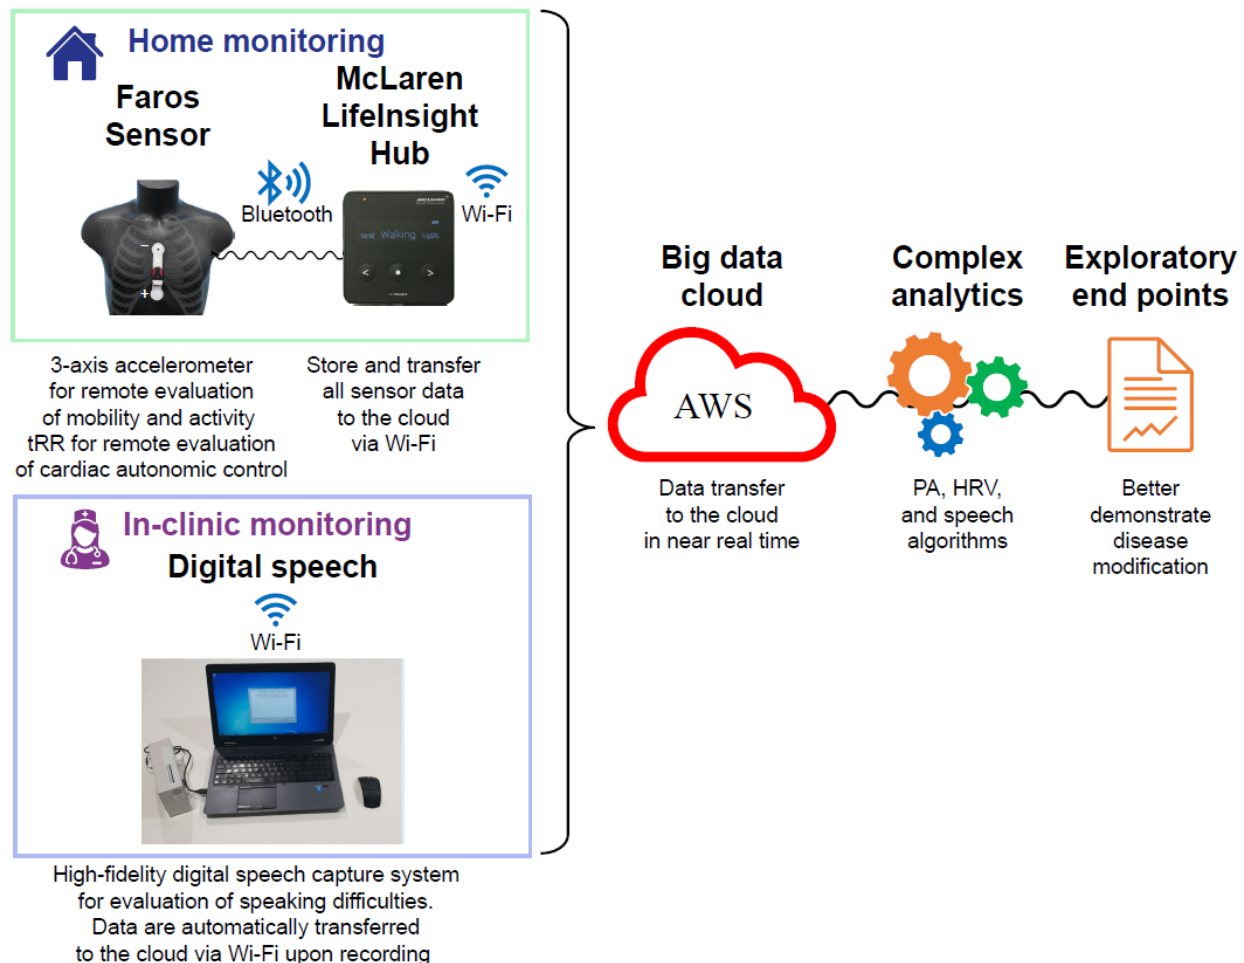 Home monitoring
Faros
Sensor
McLaren
LifeInsight
Hub
Bluetooth
Wi-Fi
McLaren
Walking
<
>
−
+
3-axis accelerometer
for remote evaluation
of mobility and activity
tRR for remote evaluation
of cardiac autonomic control
Store and transfer
all sensor data
to the cloud
via Wi-Fi
In-clinic monitoring
Digital speech
Wi-Fi
High-fidelity digital speech capture system
for evaluation of speaking difficulties.
Data are automatically transferred
to the cloud via Wi-Fi upon recording
Big data
cloud
AWS
Data transfer
to the cloud
in near real time
Complex
analytics
PA, HRV,
and speech
algorithms
Exploratory
end points
Better
demonstrate
disease
modification